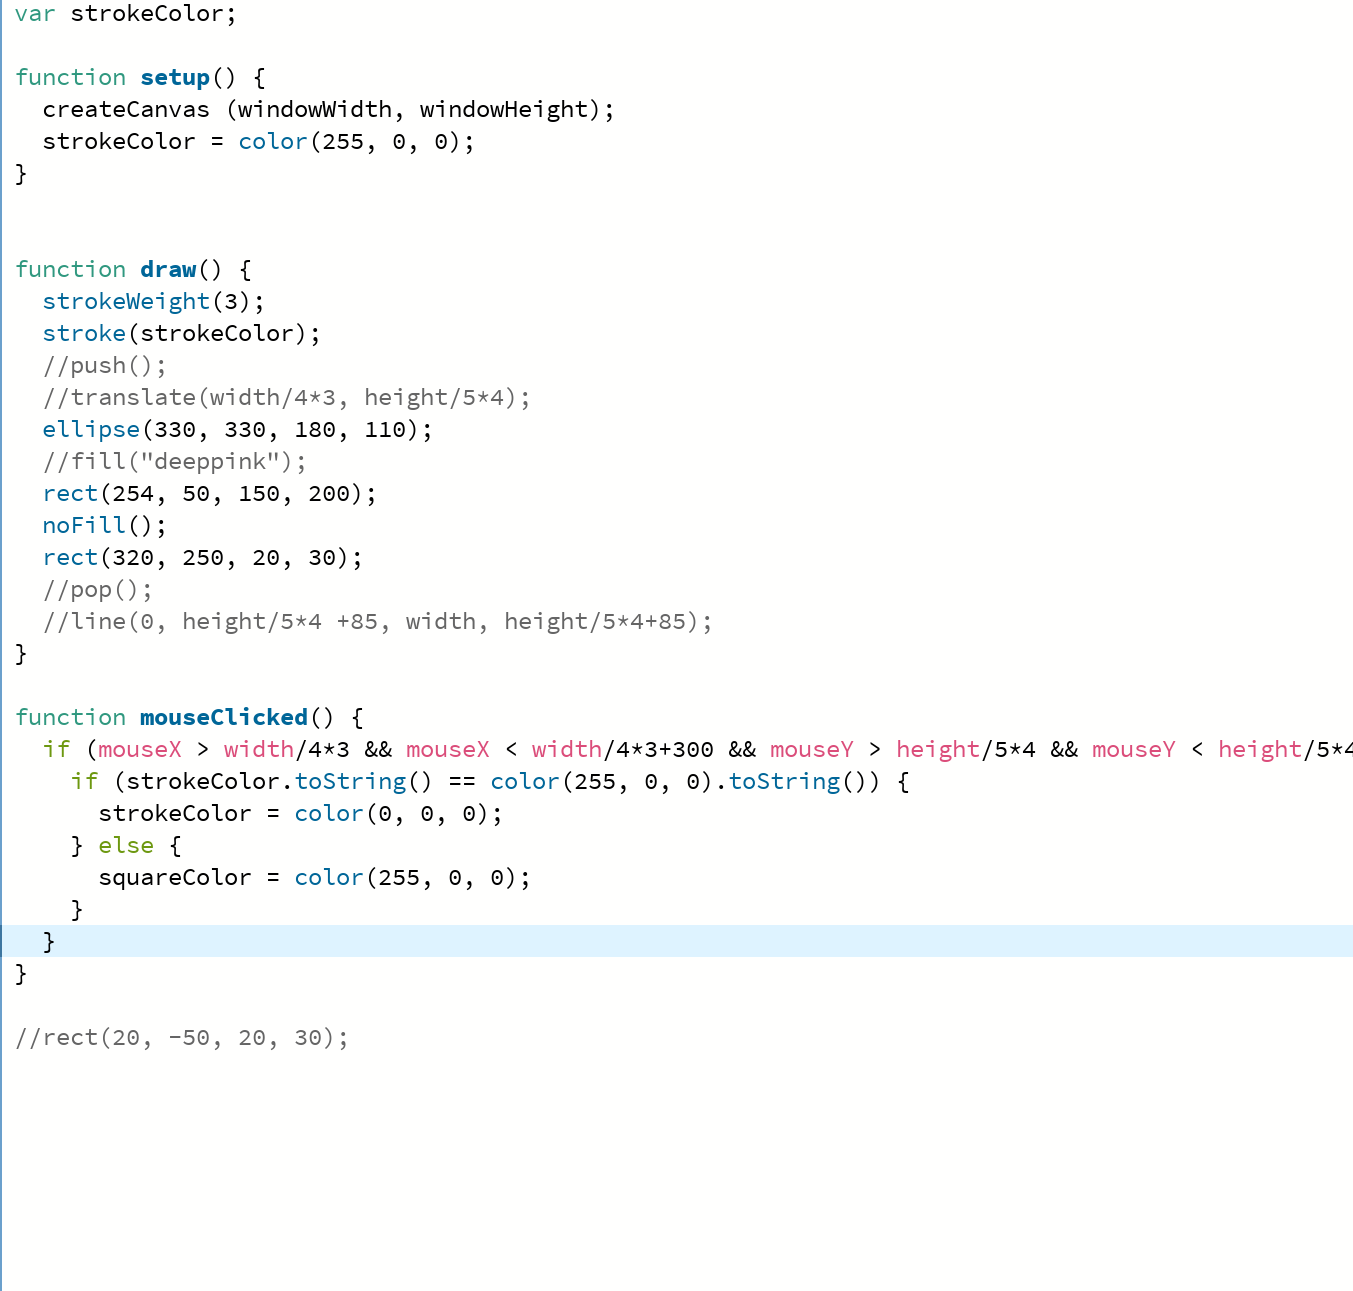 var strokeColor;
function setup() {
createCanvas (windowWidth, windowHeight);
strokeColor = color(255, 0, 0);
}
function draw() {
strokeWeight(3);
stroke(strokeColor);
//push();
//translate(width/4*3, height/5*4);
ellipse(330, 330, 180, 110);
//fill("deeppink");
rect(254, 50, 150, 200);
noFill();
rect(320, 250, 20, 30);
//pop();
//line(0, height/5*4 +85, width, height/5*4+85);
}
function mouseClicked() {
if (mouseX > width/4*3 && mouseX < width/4*3+300 && mouseY > height/5*4 && mouseY < height/5*4
if (strokeColor.toString() == color(255, 0, 0).toString()) {
strokeColor = color(0, 0, 0);
} else {
squareColor = color(255, 0, 0);
}
}
}
//rect(20, -50, 20, 30);